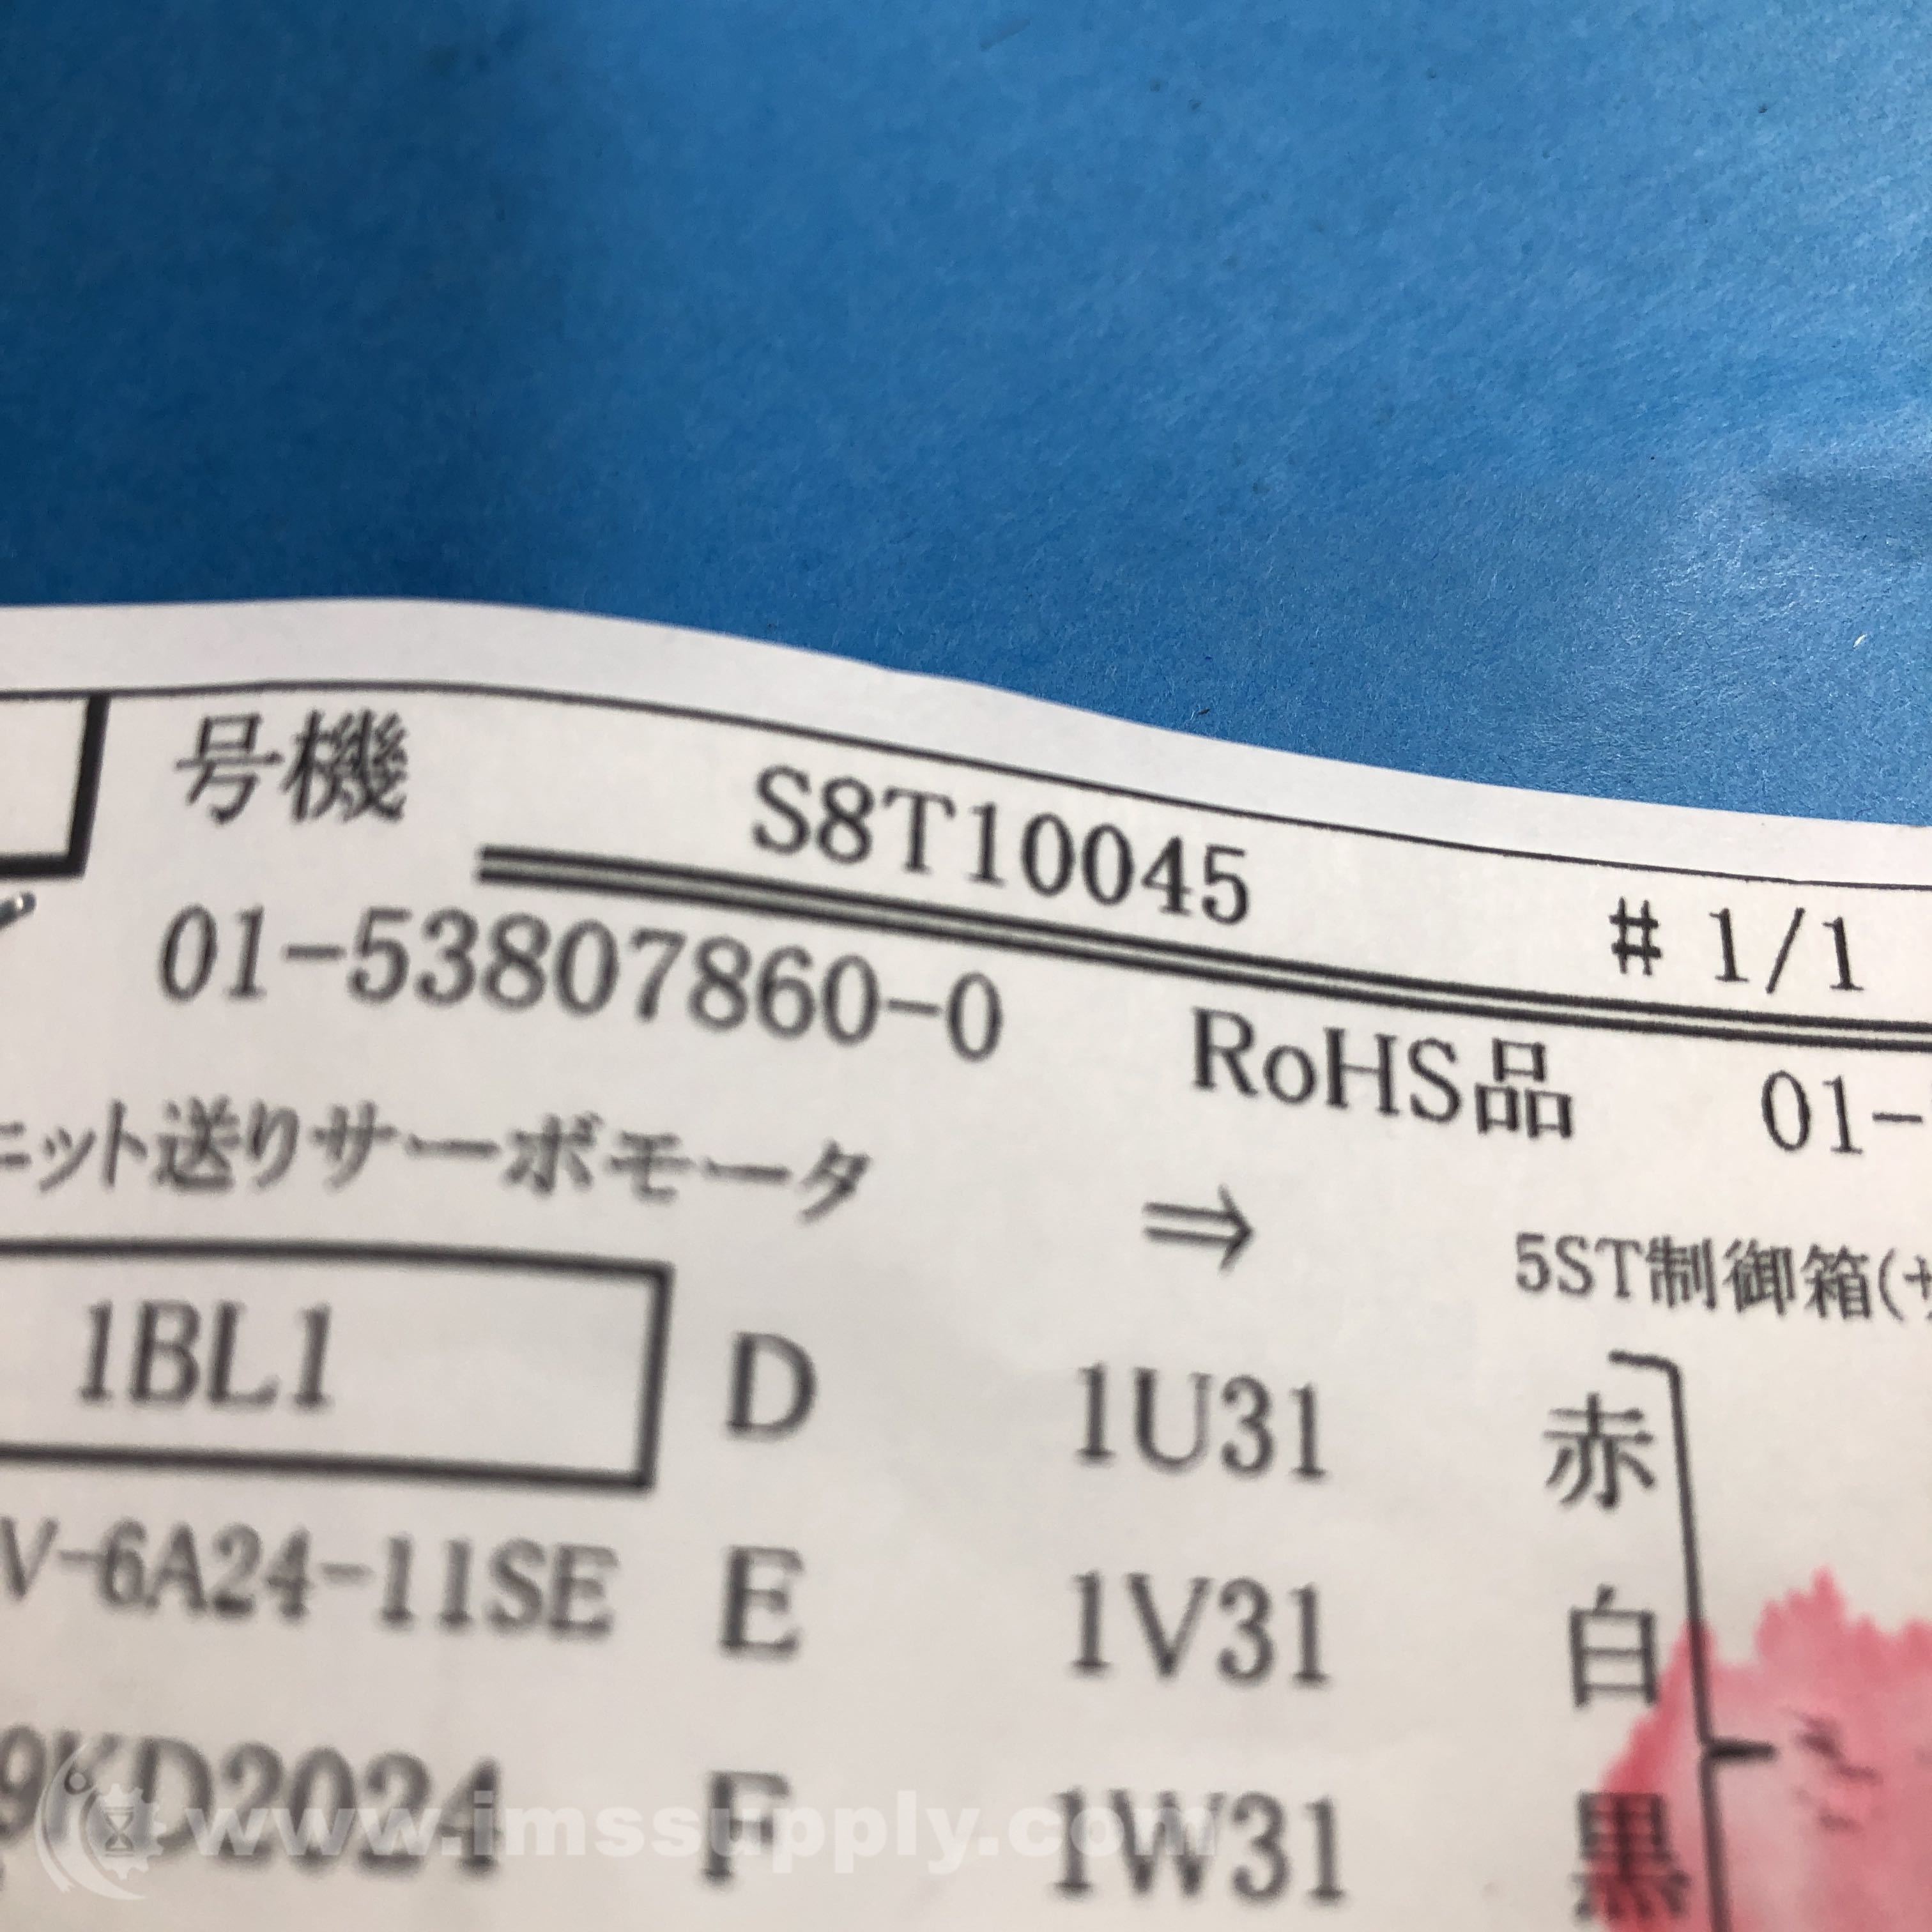 号機 S8T10045 # 1/1
01-53807860-0 RoHS品 01-
ニット送りサーボモータ ⇒ 5ST制御箱(サ
1BL1 D 1U31 赤
V-6A24-11SE E 1V31 白
9KD2024 F 1W31 黒
www.imssupply.com